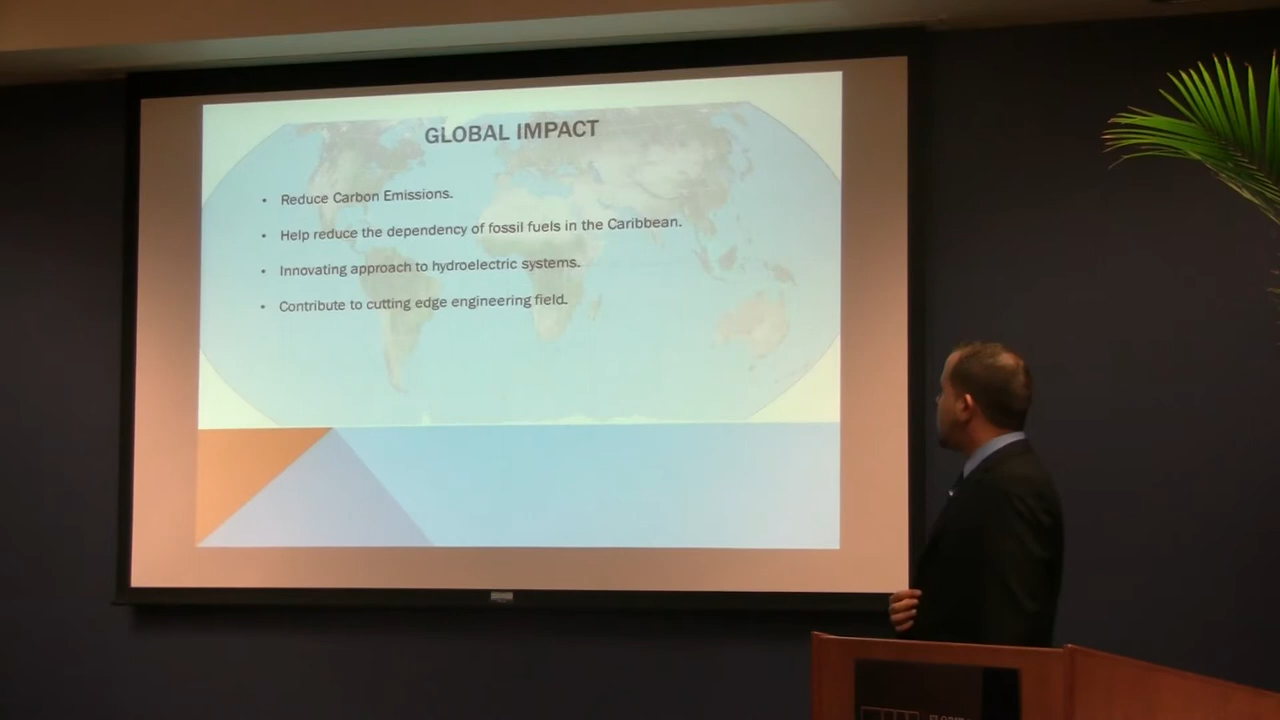 GLOBAL IMPACT
• Reduce Carbon Emissions.
• Help reduce the dependency of fossil fuels in the Caribbean.
• Innovating approach to hydroelectric systems.
• Contribute to cutting edge engineering field.